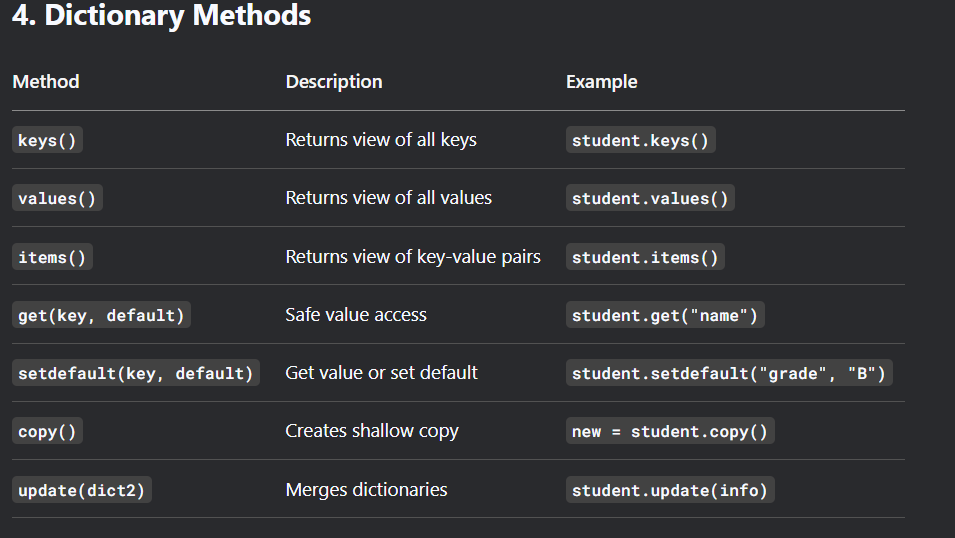 4. Dictionary Methods
Method Description Example
keys() Returns view of all keys student.keys()
values() Returns view of all values student.values()
items() Returns view of key-value pairs student.items()
get(key, default) Safe value access student.get("name")
setdefault(key, default) Get value or set default student.setdefault("grade", "B")
copy() Creates shallow copy new = student.copy()
update(dict2) Merges dictionaries student.update(info)